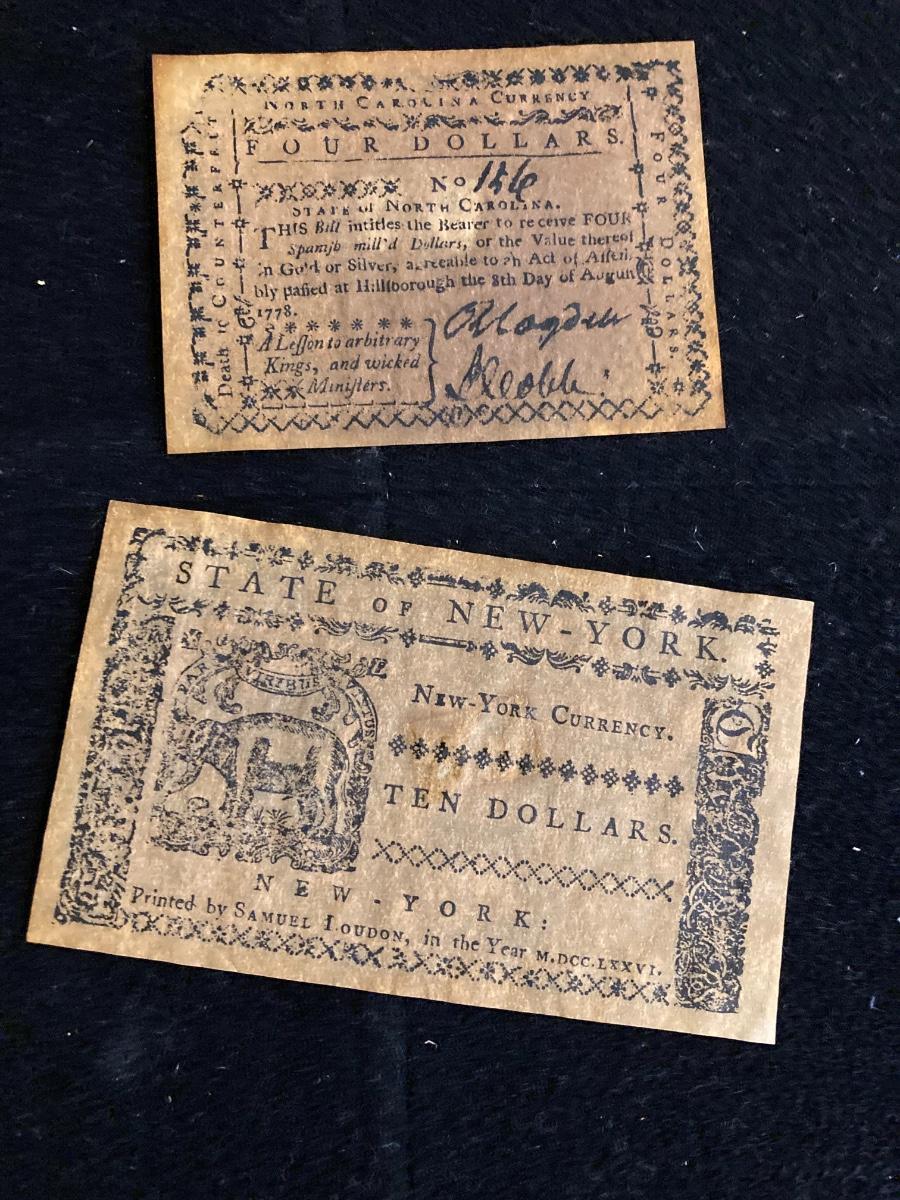 NORTH CAROLINA CURRENCY
FOUR DOLLARS.
No 156
STATE of NORTH CAROLINA.
THIS Bill intitles the Bearer to receive FOUR
Spaniſh mill'd Dollars, or the Value thereof
in Gold or Silver, agreeable to an Act of Aſſem
bly paſſed at Hillſborough the 8th Day of Auguſt
1778.
A Leſſon to arbitrary
Kings, and wicked
Miniſters.
Death to Counterfeit
FOUR DOLLARS.
STATE OF NEW-YORK.
NEW-YORK CURRENCY.
TEN DOLLARS.
NEW-YORK:
Printed by SAMUEL LOUDON, in the Year M.DCC.LXXVI.